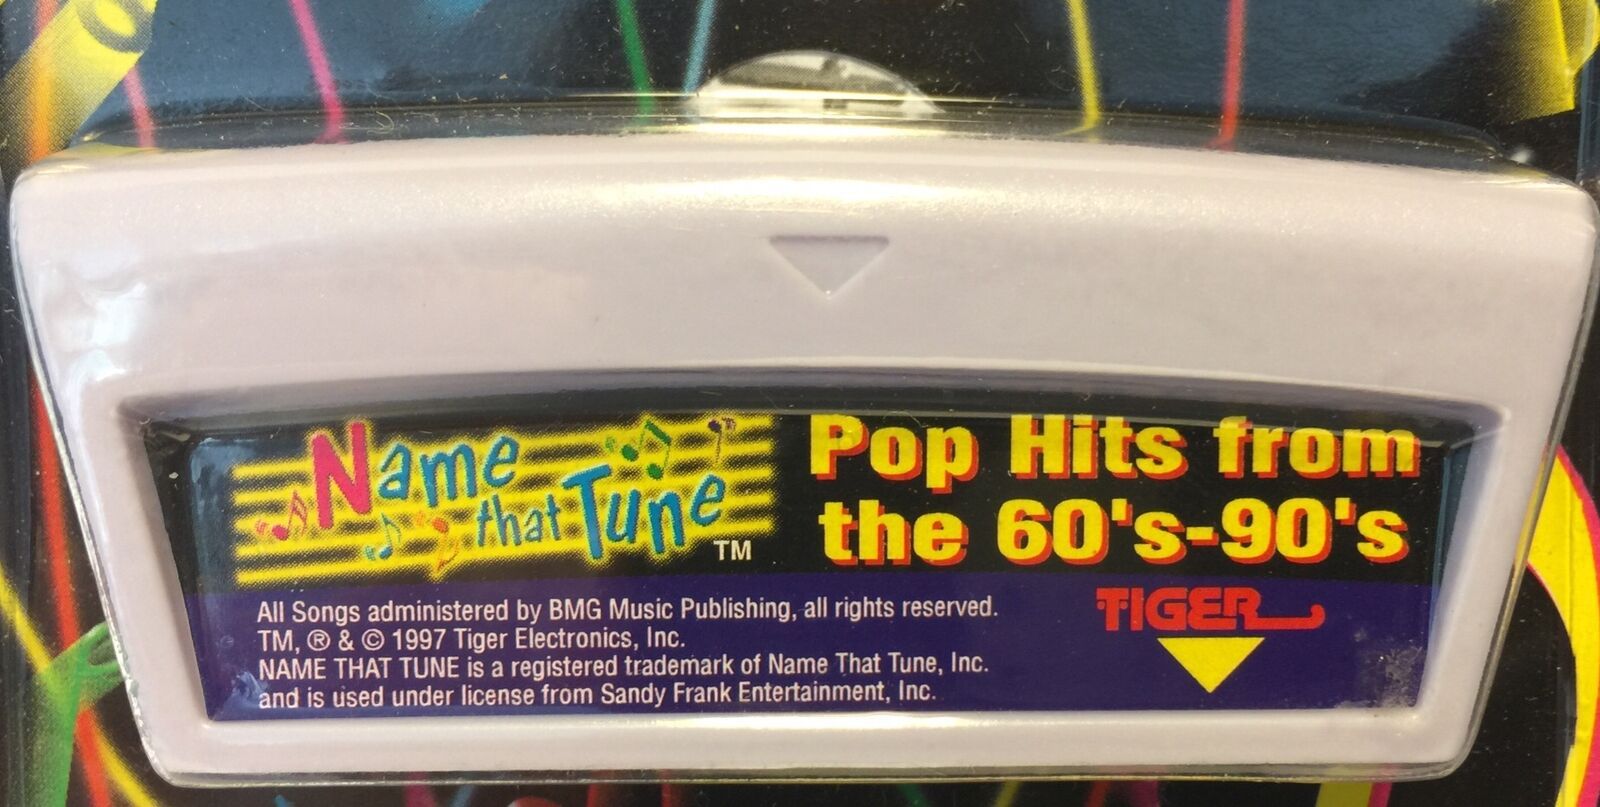 Name
that Tune TM
Pop Hits from
the 60's-90's
All Songs administered by BMG Music Publishing, all rights reserved.
TM, ® & © 1997 Tiger Electronics, Inc.
NAME THAT TUNE is a registered trademark of Name That Tune, Inc.
and is used under license from Sandy Frank Entertainment, Inc.
TIGER